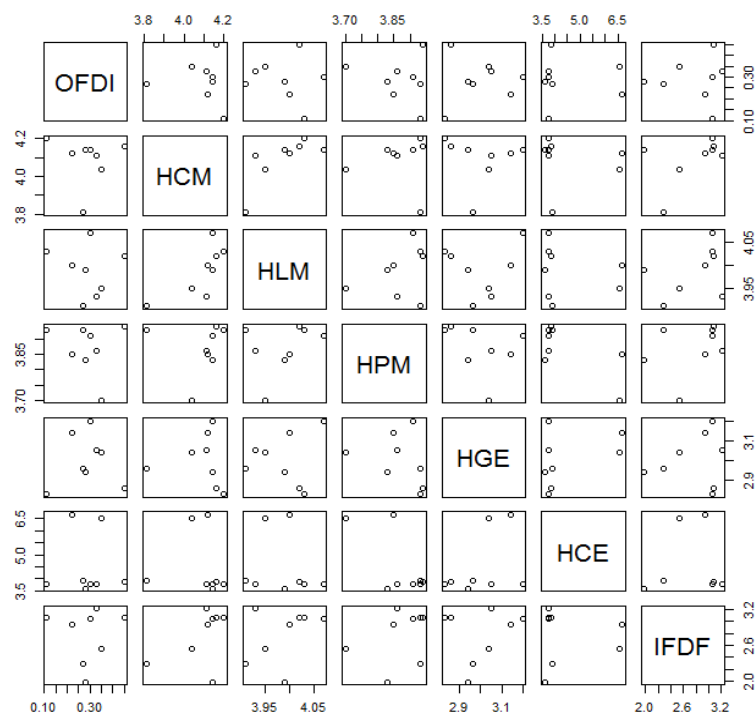 3.8 4.0 4.2 3.70 3.85 3.5 5.0 6.5
OFDI 0.10 0.30
3.8 4.0 4.2 HCM
HLM 3.95 4.05
3.70 3.85 HPM
HGE 2.9 3.1
3.5 5.0 6.5 HCE
IFDF 2.0 2.6 3.2
0.10 0.30 3.95 4.05 2.9 3.1 2.0 2.6 3.2